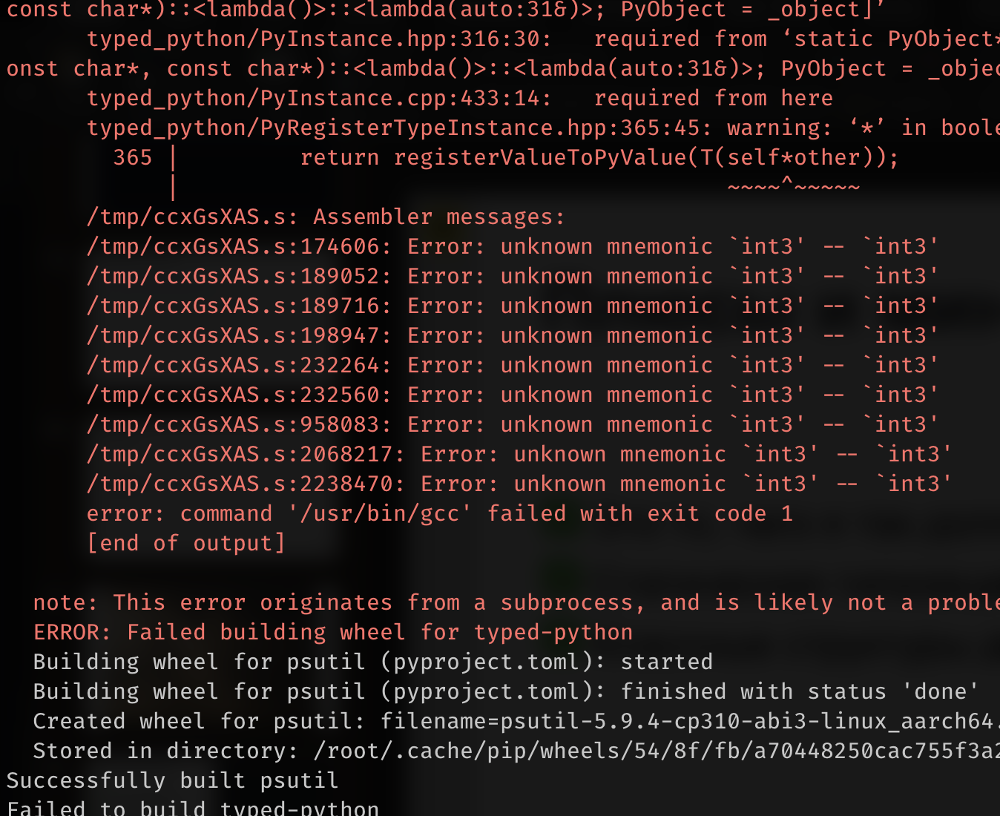 const char*)::<lambda()>::<lambda(auto:31&)>; PyObject = _object]’
typed_python/PyInstance.hpp:316:30:   required from ‘static PyObject*
onst char*, const char*)::<lambda()>::<lambda(auto:31&)>; PyObject = _objec
typed_python/PyInstance.cpp:433:14:   required from here
typed_python/PyRegisterTypeInstance.hpp:365:45: warning: ‘*’ in boole
365 |         return registerValueToPyValue(T(self*other));
|                                         ~~~~^~~~~~
/tmp/ccxGsXAS.s: Assembler messages:
/tmp/ccxGsXAS.s:174606: Error: unknown mnemonic `int3' -- `int3'
/tmp/ccxGsXAS.s:189052: Error: unknown mnemonic `int3' -- `int3'
/tmp/ccxGsXAS.s:189716: Error: unknown mnemonic `int3' -- `int3'
/tmp/ccxGsXAS.s:198947: Error: unknown mnemonic `int3' -- `int3'
/tmp/ccxGsXAS.s:232264: Error: unknown mnemonic `int3' -- `int3'
/tmp/ccxGsXAS.s:232560: Error: unknown mnemonic `int3' -- `int3'
/tmp/ccxGsXAS.s:958083: Error: unknown mnemonic `int3' -- `int3'
/tmp/ccxGsXAS.s:2068217: Error: unknown mnemonic `int3' -- `int3'
/tmp/ccxGsXAS.s:2238470: Error: unknown mnemonic `int3' -- `int3'
error: command '/usr/bin/gcc' failed with exit code 1
[end of output]
note: This error originates from a subprocess, and is likely not a proble
ERROR: Failed building wheel for typed-python
Building wheel for psutil (pyproject.toml): started
Building wheel for psutil (pyproject.toml): finished with status 'done'
Created wheel for psutil: filename=psutil-5.9.4-cp310-abi3-linux_aarch64.
Stored in directory: /root/.cache/pip/wheels/54/8f/fb/a70448250cac755f3a2
Successfully built psutil
Failed to build typed-python